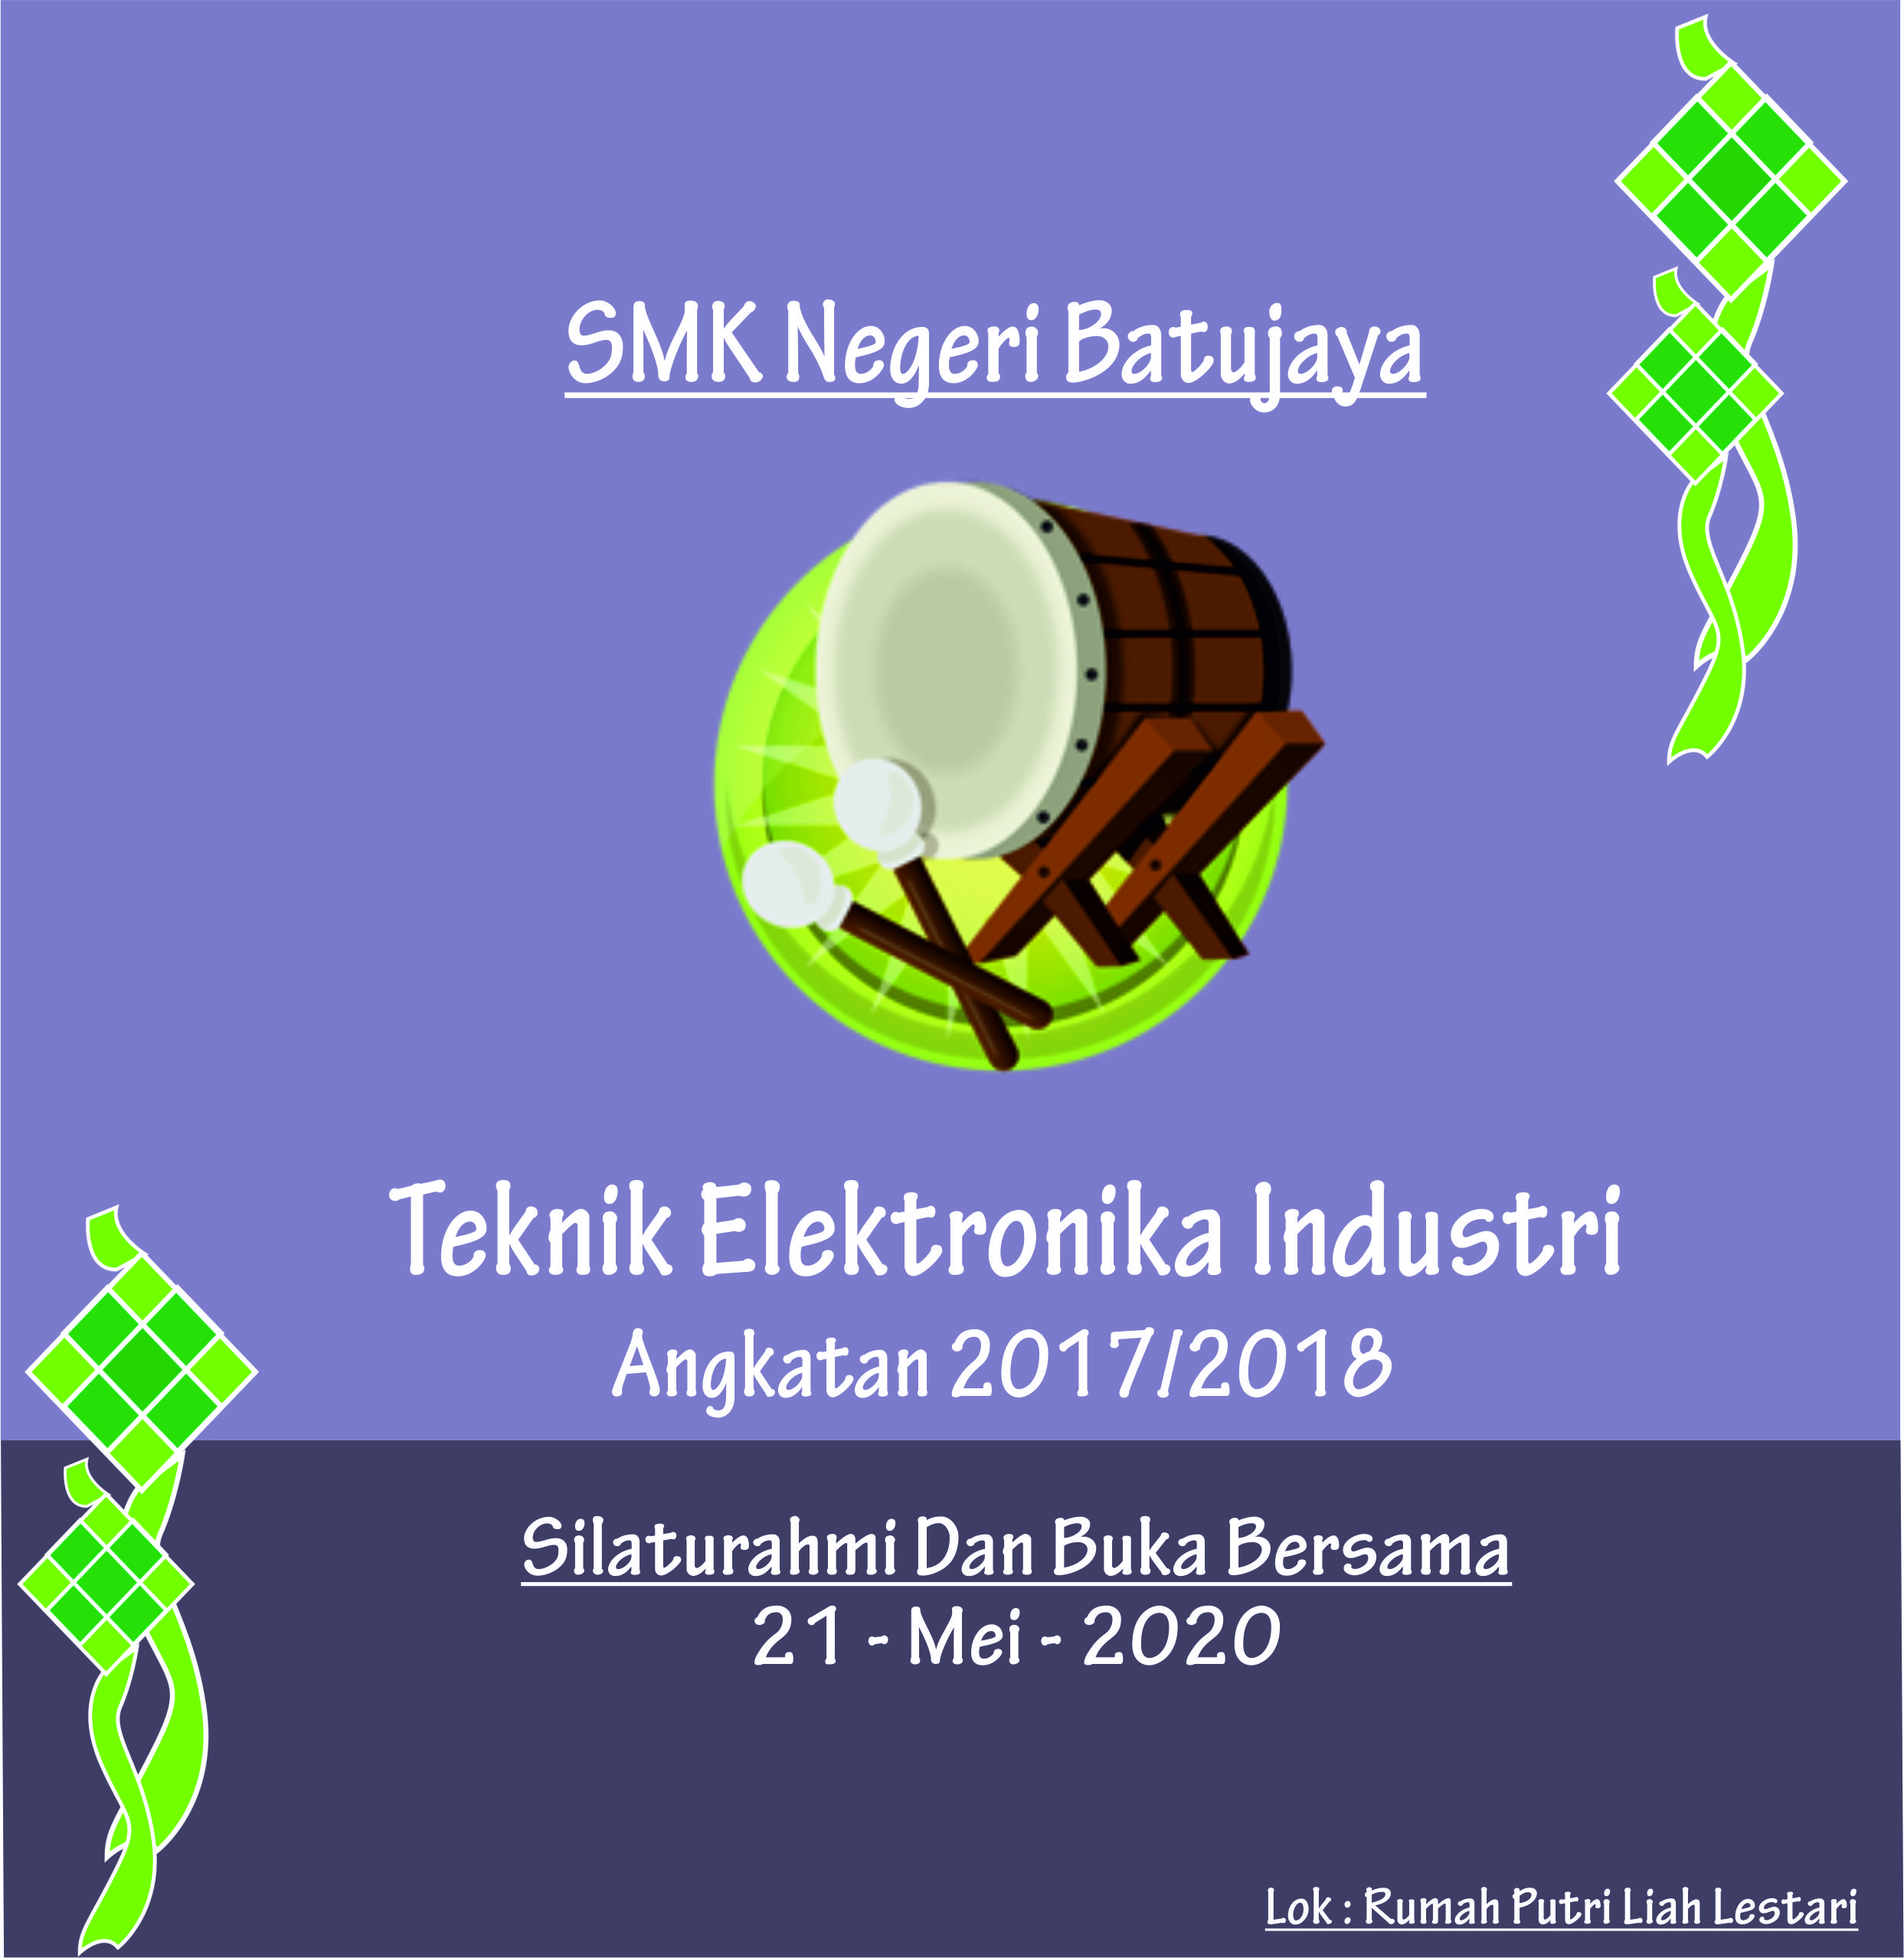 SMK Negeri Batujaya
Teknik Elektronika Industri
Angkatan 2017/2018
Silaturahmi Dan Buka Bersama
21 - Mei - 2020
Lok : Rumah Putri Liah Lestari